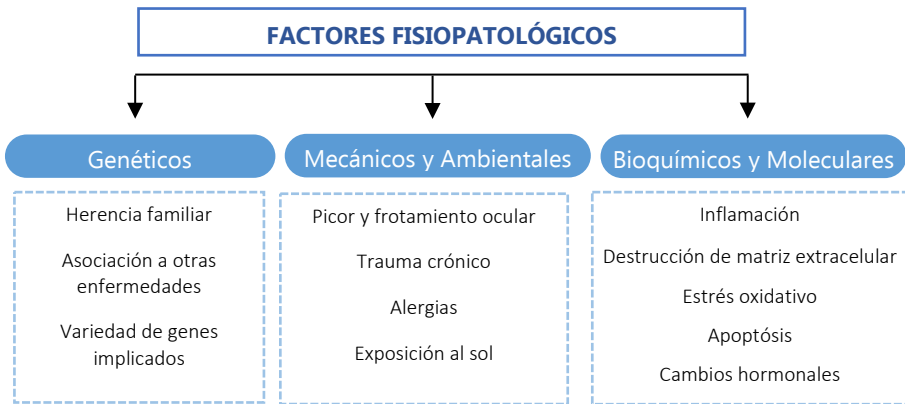 FACTORES FISIOPATOLÓGICOS
Genéticos
Herencia familiar
Asociación a otras
enfermedades
Variedad de genes
implicados
Mecánicos y Ambientales
Picor y frotamiento ocular
Trauma crónico
Alergias
Exposición al sol
Bioquímicos y Moleculares
Inflamación
Destrucción de matriz extracelular
Estrés oxidativo
Apoptósis
Cambios hormonales